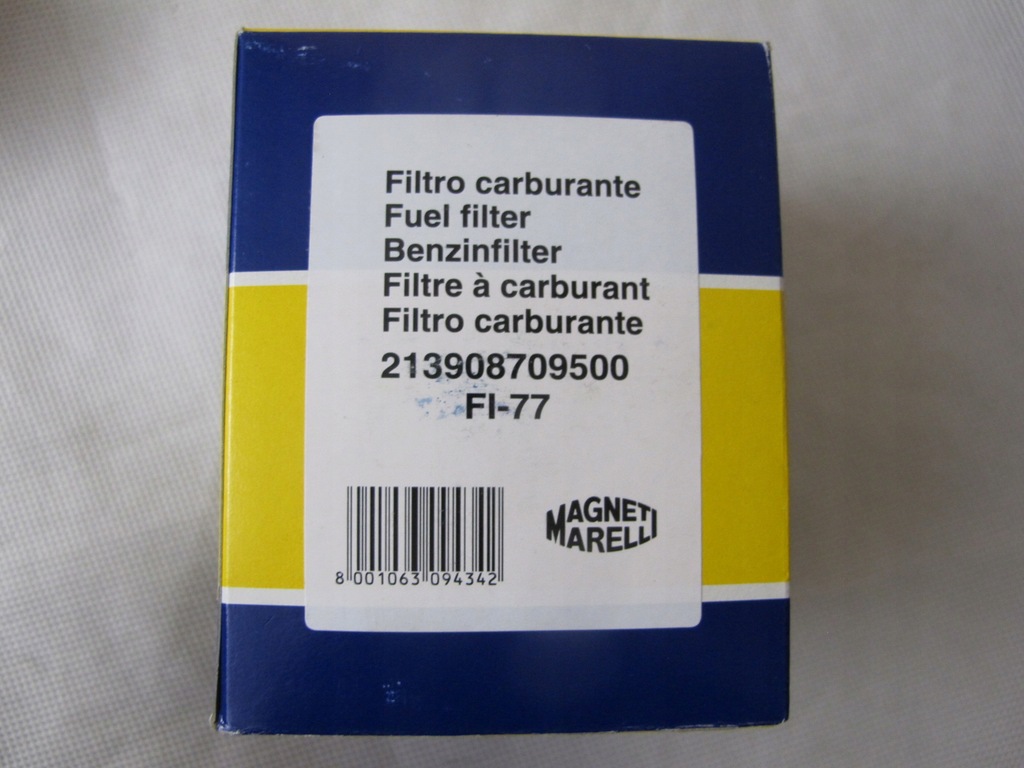 Filtro carburante
Fuel filter
Benzinfilter
Filtre à carburant
Filtro carburante
213908709500
FI-77
8 001063 094342
MAGNETI
MARELLI